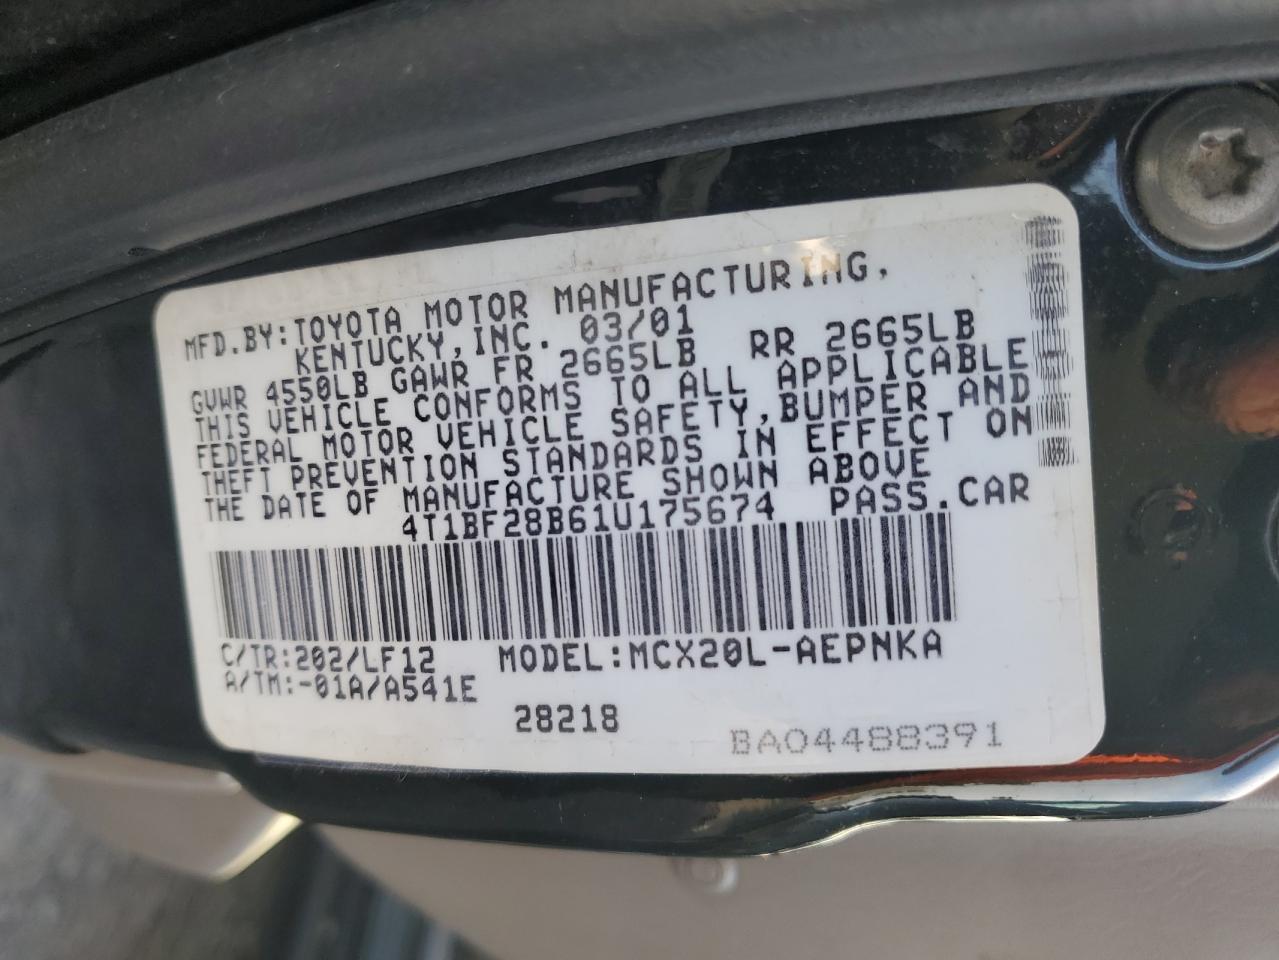 MFD.BY:TOYOTA MOTOR MANUFACTURING,
KENTUCKY,INC. 03/01
GVWR 4550LB GAWR FR 2665LB RR 2665LB
THIS VEHICLE CONFORMS TO ALL APPLICABLE
FEDERAL MOTOR VEHICLE SAFETY,BUMPER AND
THEFT PREVENTION STANDARDS IN EFFECT ON
THE DATE OF MANUFACTURE SHOWN ABOVE
4T1BF28B61U175674 PASS.CAR
C/TR:202/LF12 MODEL:MCX20L-AEPNKA
A/TM:-01A/A541E
28218
BA04488391